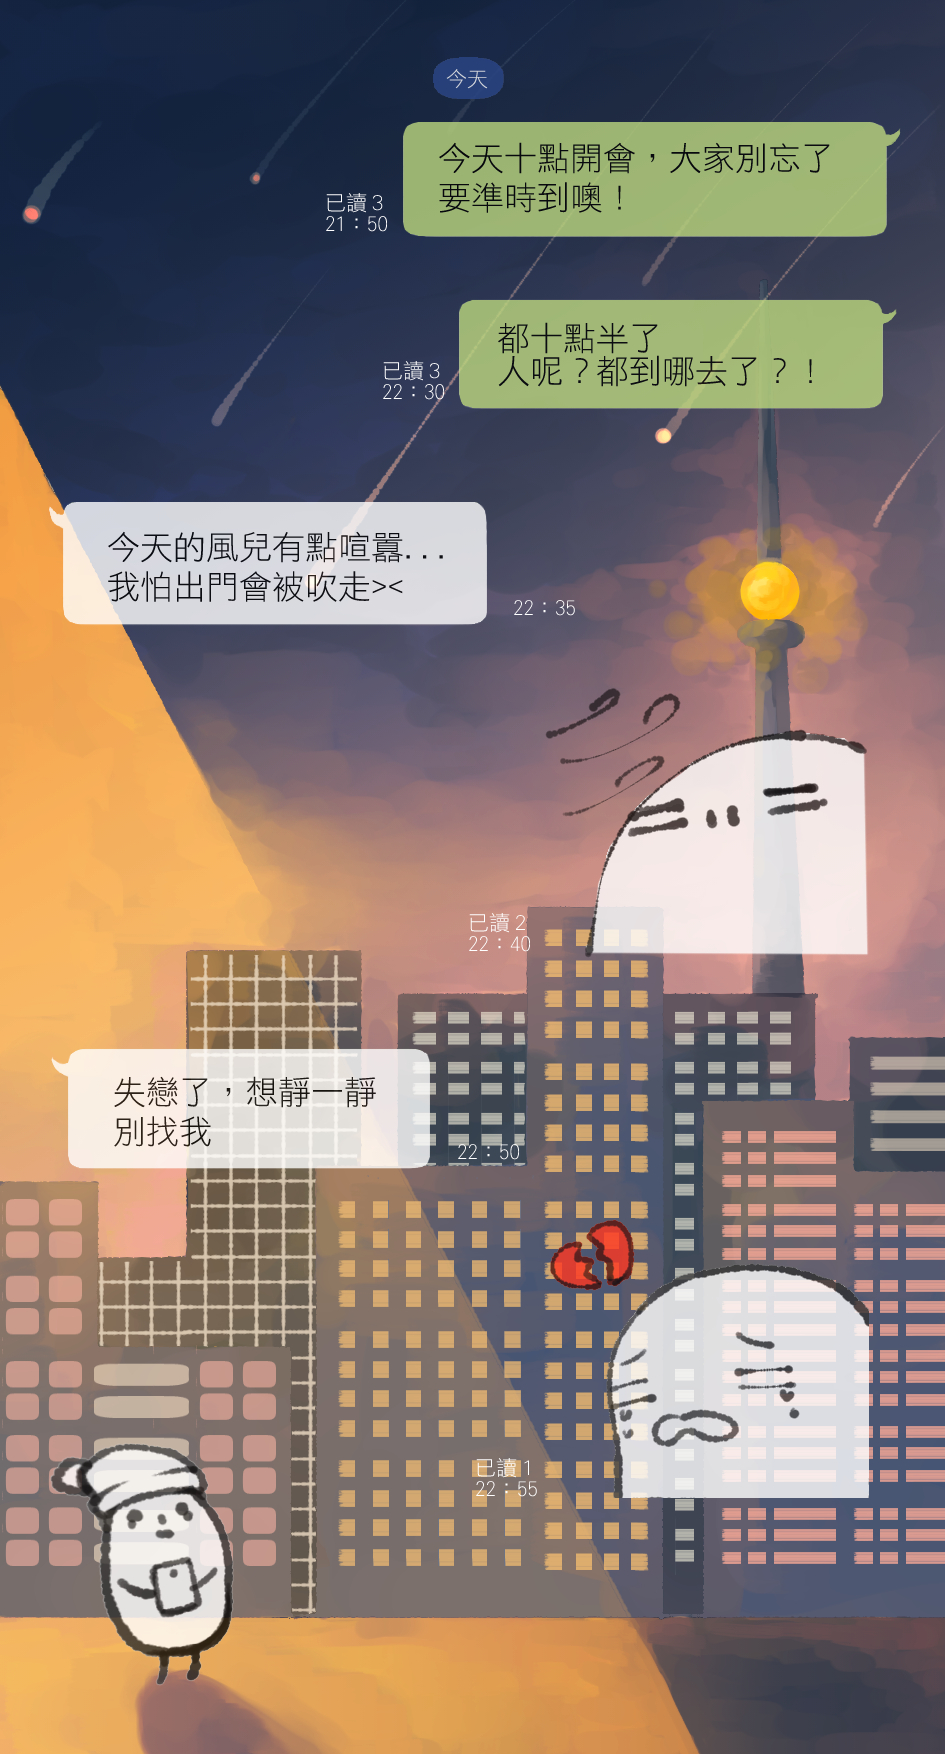 今天
今天十點開會，大家別忘了
要準時到噢！
已讀 3
21：50
都十點半了
人呢？都到哪去了？！
已讀 3
22：30
今天的風兒有點喧囂...
我怕出門會被吹走><
22：35
已讀 2
22：40
失戀了，想靜一靜
別找我
22：50
已讀 1
22：55